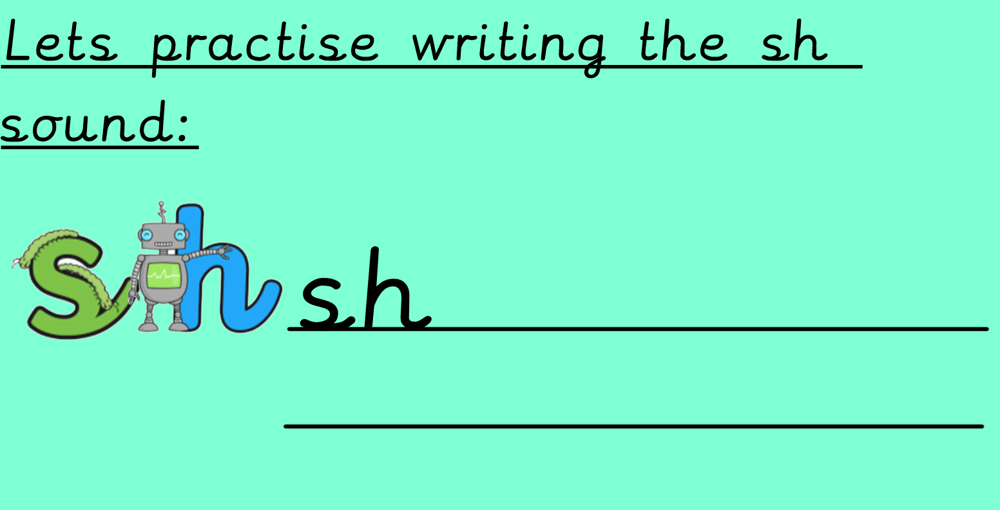 Lets practise writing the sh
sound:
sh sh